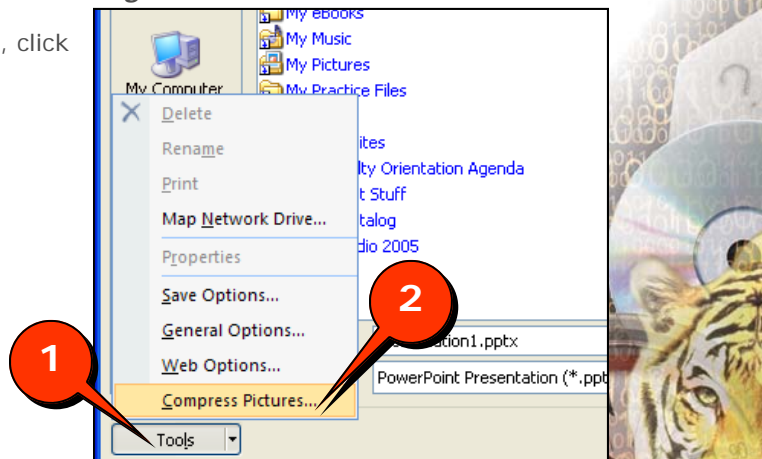 , click
My eBooks
My Music
My Pictures
My Computer
My Practice Files
Delete
Rename
ites
lty Orientation Agenda
Print
t Stuff
Map Network Drive...
talog
dio 2005
Properties
Save Options...
2
General Options...
ation1.pptx
1
Web Options...
PowerPoint Presentation (*.ppt
Compress Pictures...
Tools